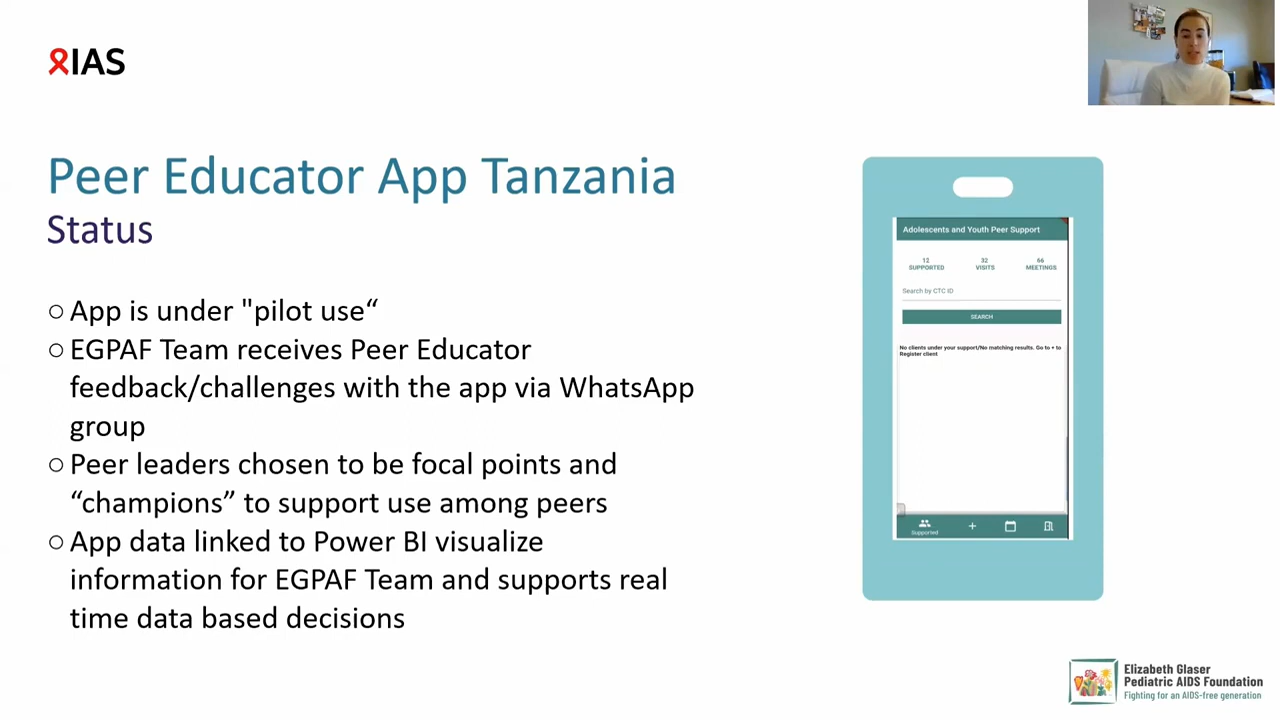 IAS
Peer Educator App Tanzania
Status
○ App is under "pilot use“
○ EGPAF Team receives Peer Educator
feedback/challenges with the app via WhatsApp
group
○ Peer leaders chosen to be focal points and
“champions” to support use among peers
○ App data linked to Power BI visualize
information for EGPAF Team and supports real
time data based decisions
Adolescents and Youth Peer Support
12 32 66
SUPPORTED VISITS MEETINGS
Search by CTC ID
SEARCH
No clients under your support/No matching results. Go to + to
Register client
Supported
Elizabeth Glaser
Pediatric AIDS Foundation
Fighting for an AIDS-free generation